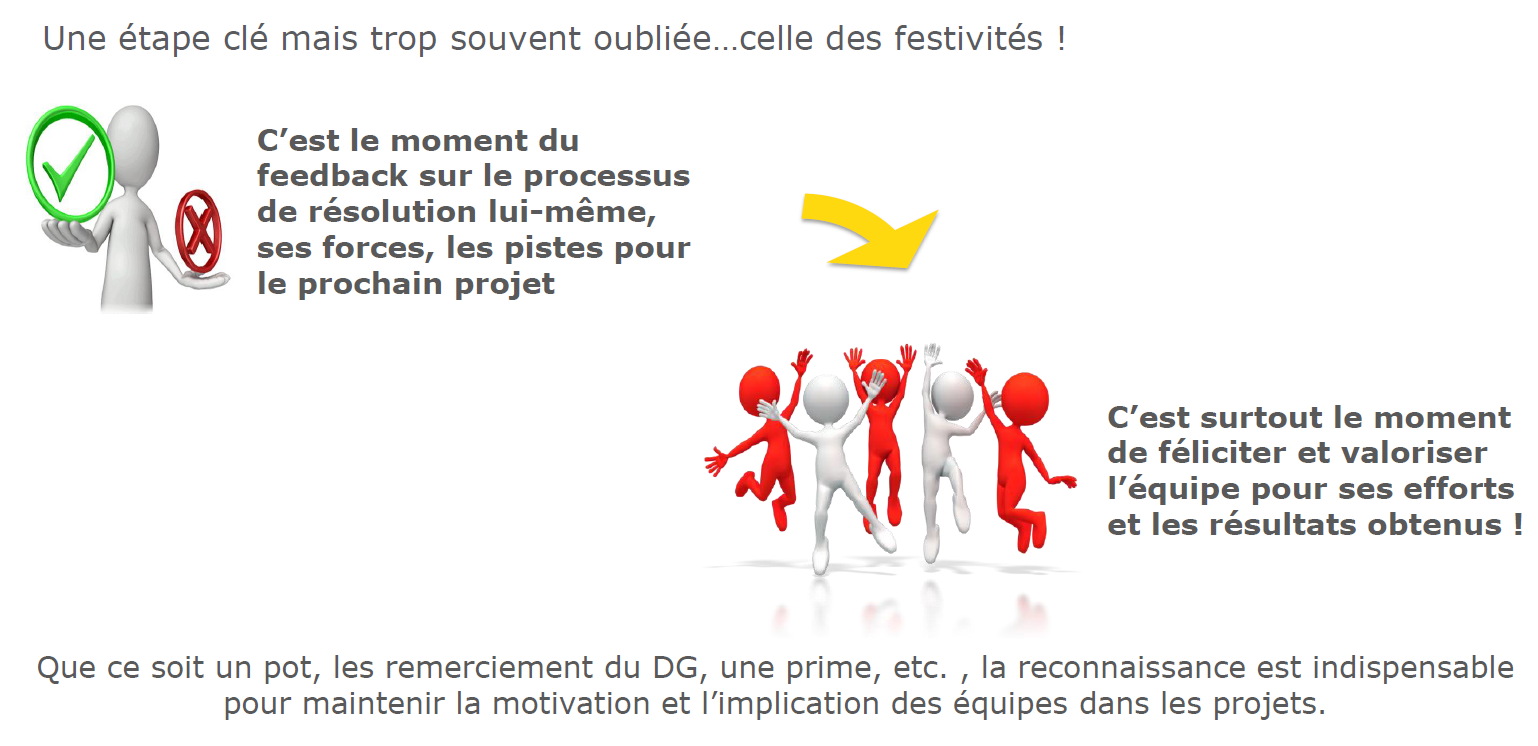 Une étape clé mais trop souvent oubliée…celle des festivités !
C’est le moment du
feedback sur le processus
de résolution lui-même,
ses forces, les pistes pour
le prochain projet
C’est surtout le moment
de féliciter et valoriser
l’équipe pour ses efforts
et les résultats obtenus !
Que ce soit un pot, les remerciement du DG, une prime, etc. , la reconnaissance est indispensable
pour maintenir la motivation et l’implication des équipes dans les projets.